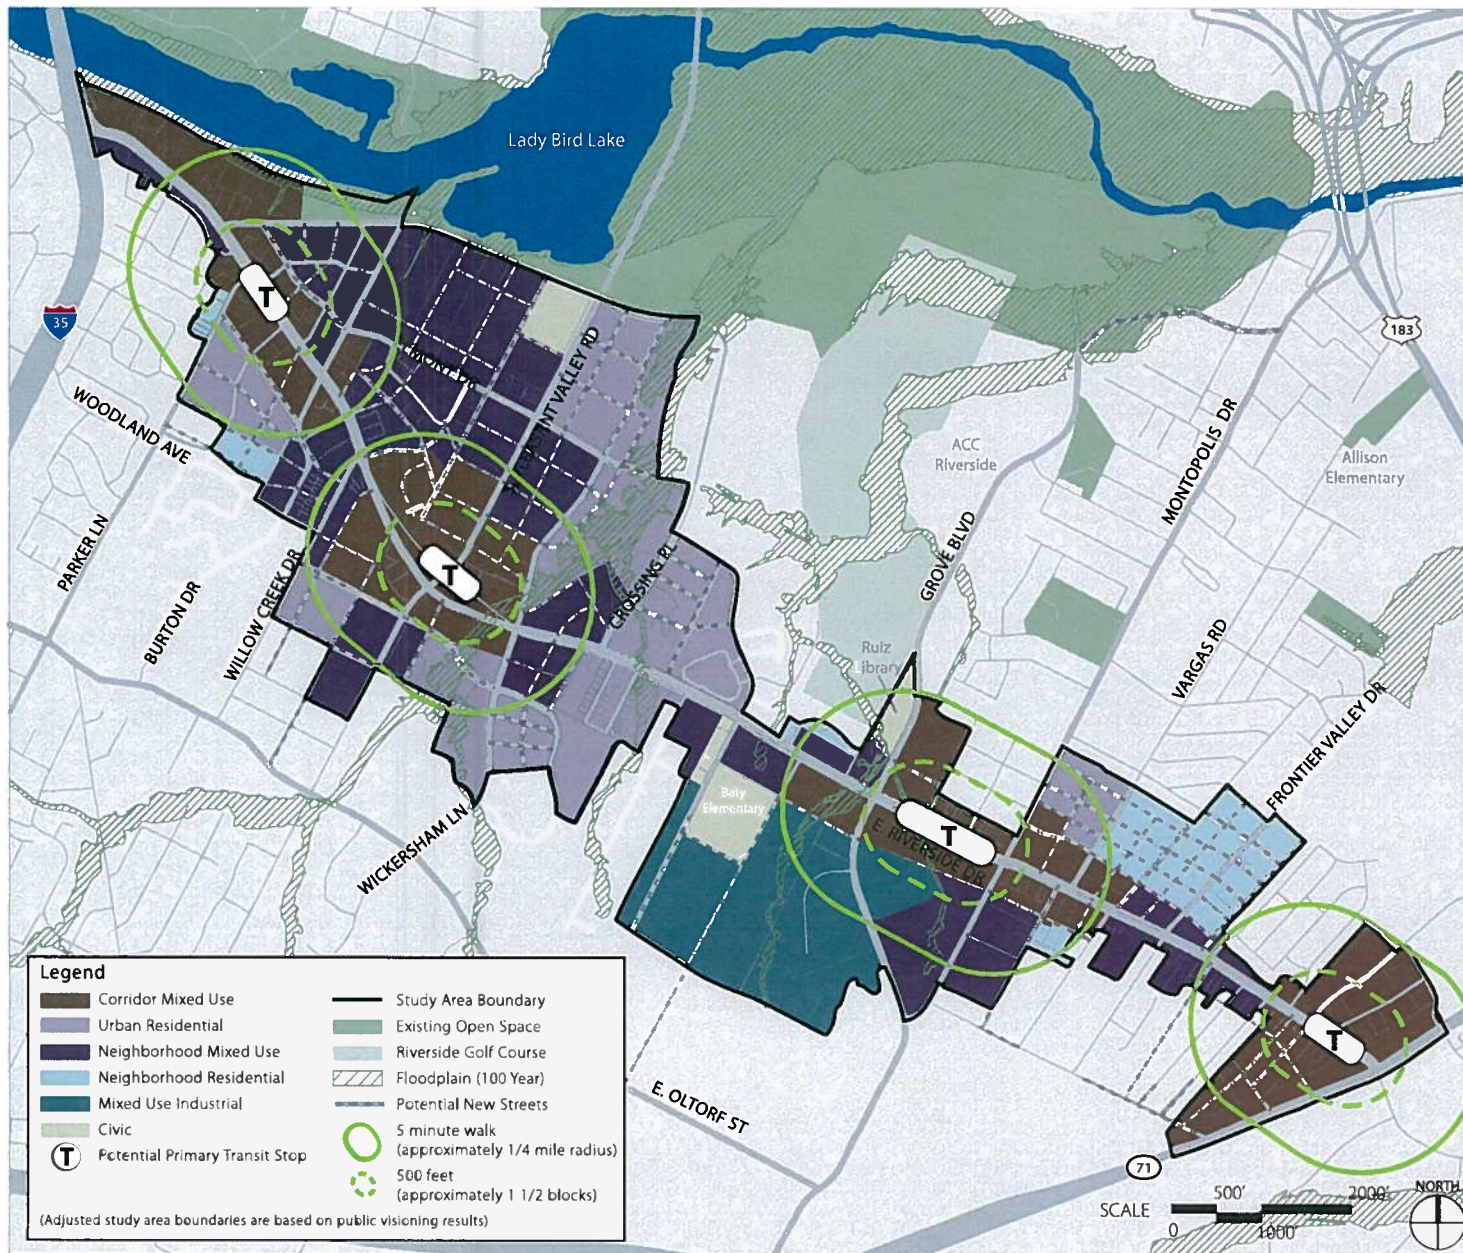 Lady Bird Lake
35
183
WOODLAND AVE
PARKER LN
BURTON DR
WILLOW CREEK DR
WICKERSHAM LN
CROSSING PL
ACC
Riverside
GROVE BLVD
MONTOPOLIS DR
Allison
Elementary
VARGAS RD
FRONTIER VALLEY DR
Ruiz
ibrary
Baty
Elementary
E. RIVERSIDE DR
T
T
T
T
E. OLTORF ST
71
Legend
Corridor Mixed Use
Urban Residential
Neighborhood Mixed Use
Neighborhood Residential
Mixed Use Industrial
Civic
T Potential Primary Transit Stop
Study Area Boundary
Existing Open Space
Riverside Golf Course
Floodplain (100 Year)
Potential New Streets
5 minute walk
(approximately 1/4 mile radius)
500 feet
(approximately 1 1/2 blocks)
(Adjusted study area boundaries are based on public visioning results)
SCALE
500'
2000'
0
1000'
NORTH